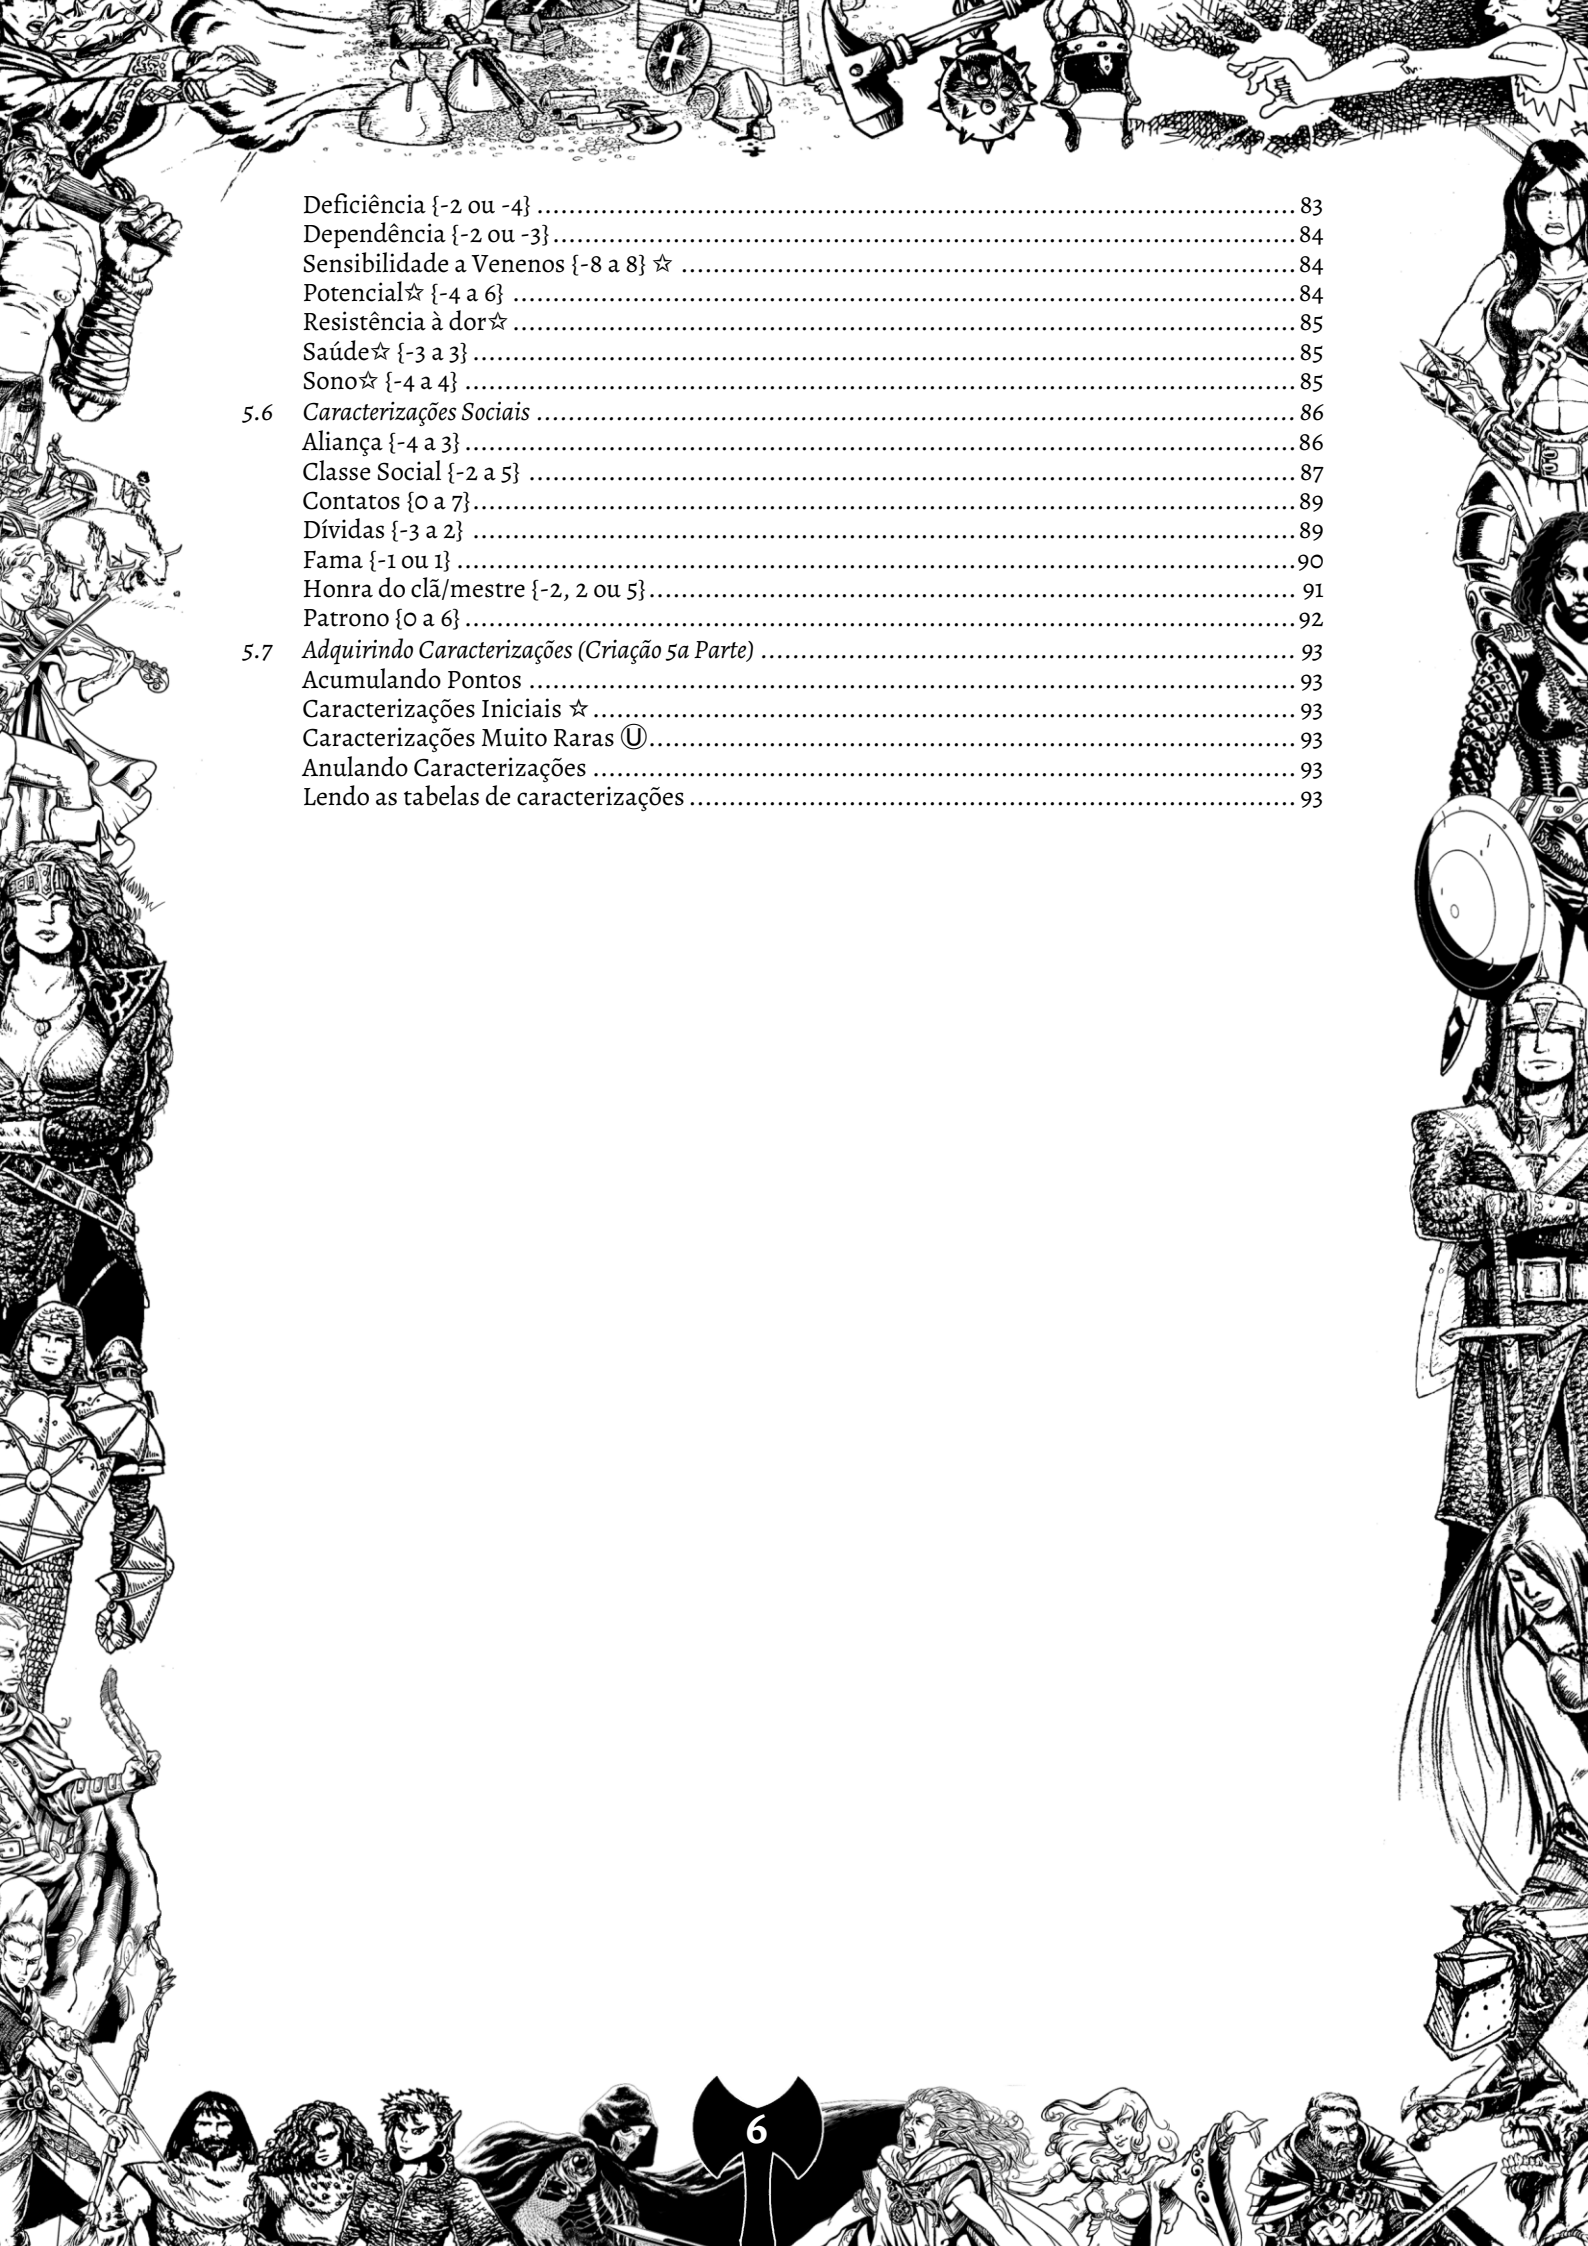 Deficiência {-2 ou -4} ........ 83
Dependência {-2 ou -3} ........ 84
Sensibilidade a Venenos {-8 a 8} ☆ ........ 84
Potencial☆ {-4 a 6} ........ 84
Resistência à dor☆ ........ 85
Saúde☆ {-3 a 3} ........ 85
Sono☆ {-4 a 4} ........ 85
5.6 Caracterizações Sociais ........ 86
Aliança {-4 a 3} ........ 86
Classe Social {-2 a 5} ........ 87
Contatos {0 a 7} ........ 89
Dívidas {-3 a 2} ........ 89
Fama {-1 ou 1} ........ 90
Honra do clã/mestre {-2, 2 ou 5} ........ 91
Patrono {0 a 6} ........ 92
5.7 Adquirindo Caracterizações (Criação 5a Parte) ........ 93
Acumulando Pontos ........ 93
Caracterizações Iniciais ☆ ........ 93
Caracterizações Muito Raras Ⓤ ........ 93
Anulando Caracterizações ........ 93
Lendo as tabelas de caracterizações ........ 93
6